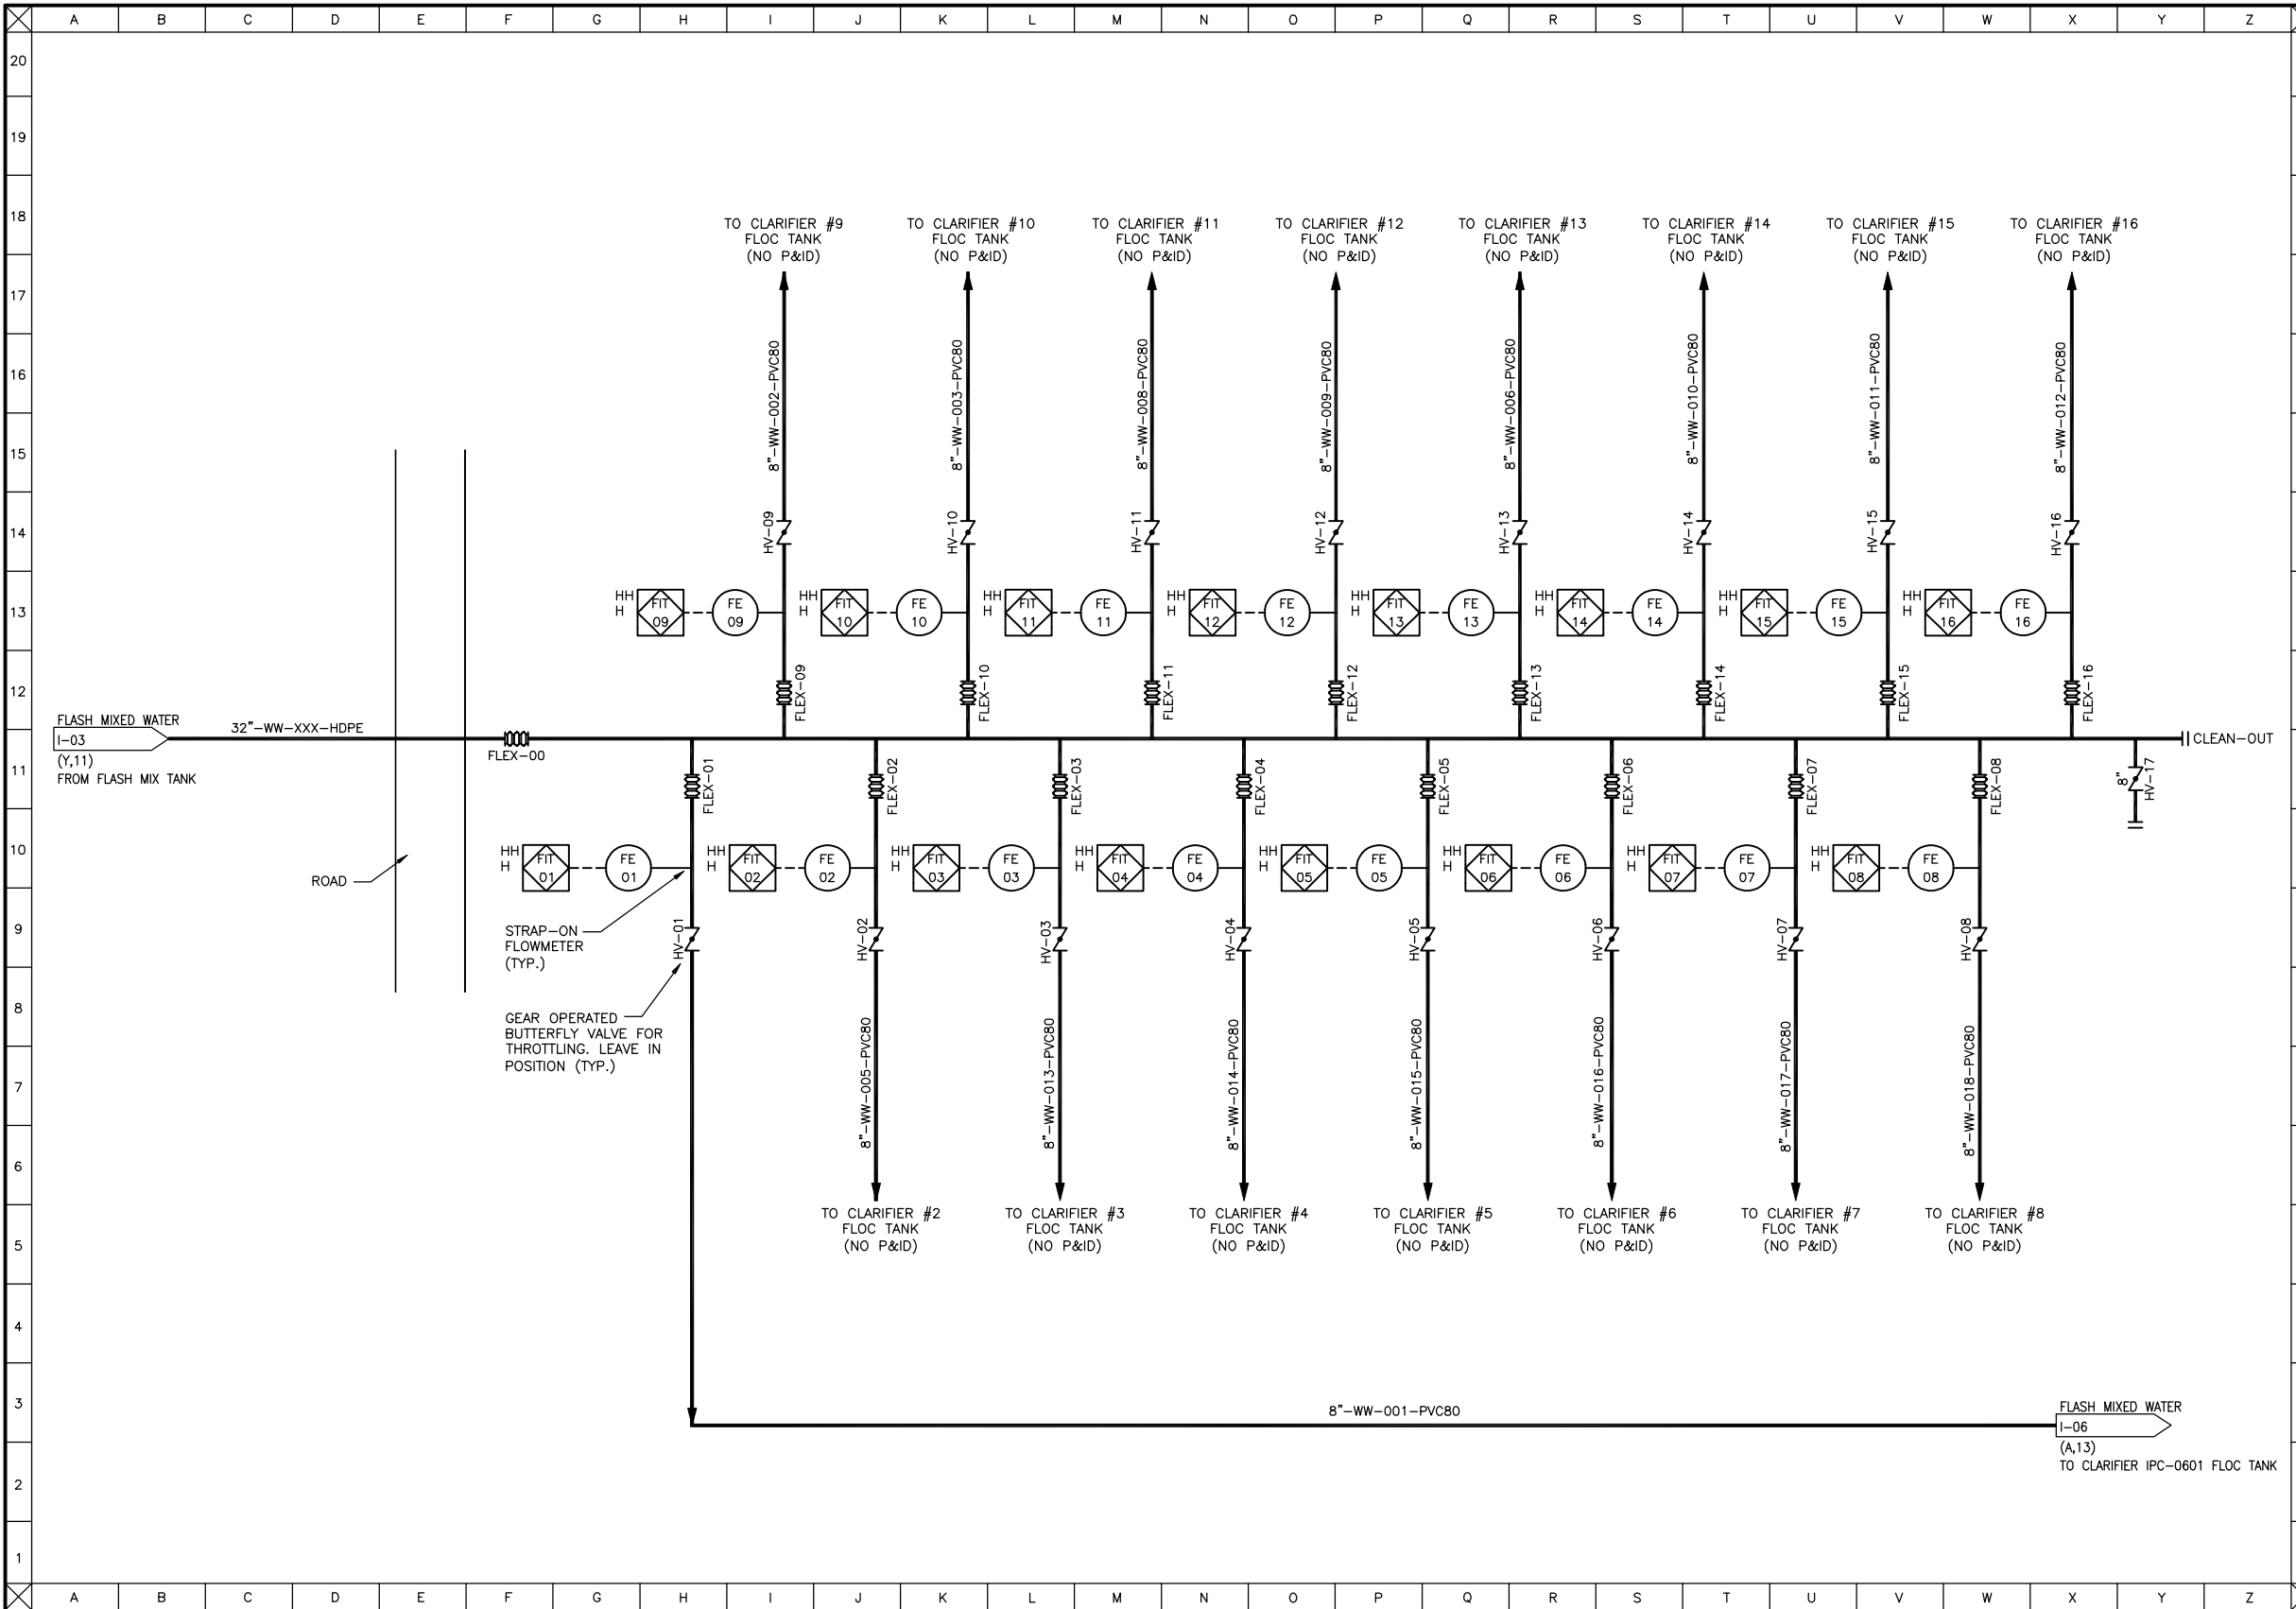 A B C D E F G H I J K L M N O P Q R S T U V W X Y Z
20
19
18
17
16
15
14
13
12
11
10
9
8
7
6
5
4
3
2
1
TO CLARIFIER #9
FLOC TANK
(NO P&ID)
TO CLARIFIER #10
FLOC TANK
(NO P&ID)
TO CLARIFIER #11
FLOC TANK
(NO P&ID)
TO CLARIFIER #12
FLOC TANK
(NO P&ID)
TO CLARIFIER #13
FLOC TANK
(NO P&ID)
TO CLARIFIER #14
FLOC TANK
(NO P&ID)
TO CLARIFIER #15
FLOC TANK
(NO P&ID)
TO CLARIFIER #16
FLOC TANK
(NO P&ID)
8"-WW-002-PVC80
8"-WW-003-PVC80
8"-WW-008-PVC80
8"-WW-009-PVC80
8"-WW-006-PVC80
8"-WW-010-PVC80
8"-WW-011-PVC80
8"-WW-012-PVC80
HV-09
HV-10
HV-11
HV-12
HV-13
HV-14
HV-15
HV-16
HH
H
FIT
09
FE
09
HH
H
FIT
10
FE
10
HH
H
FIT
11
FE
11
HH
H
FIT
12
FE
12
HH
H
FIT
13
FE
13
HH
H
FIT
14
FE
14
HH
H
FIT
15
FE
15
HH
H
FIT
16
FE
16
FLEX-09
FLEX-10
FLEX-11
FLEX-12
FLEX-13
FLEX-14
FLEX-15
FLEX-16
FLASH MIXED WATER
I-03
(Y,11)
FROM FLASH MIX TANK
32"-WW-XXX-HDPE
FLEX-00
CLEAN-OUT
FLEX-01
FLEX-02
FLEX-03
FLEX-04
FLEX-05
FLEX-06
FLEX-07
FLEX-08
8"
HV-17
ROAD
HH
H
FIT
01
FE
01
HH
H
FIT
02
FE
02
HH
H
FIT
03
FE
03
HH
H
FIT
04
FE
04
HH
H
FIT
05
FE
05
HH
H
FIT
06
FE
06
HH
H
FIT
07
FE
07
HH
H
FIT
08
FE
08
STRAP-ON
FLOWMETER
(TYP.)
HV-01
HV-02
HV-03
HV-04
HV-05
HV-06
HV-07
HV-08
GEAR OPERATED
BUTTERFLY VALVE FOR
THROTTLING. LEAVE IN
POSITION (TYP.)
8"-WW-005-PVC80
8"-WW-013-PVC80
8"-WW-014-PVC80
8"-WW-015-PVC80
8"-WW-016-PVC80
8"-WW-017-PVC80
8"-WW-018-PVC80
TO CLARIFIER #2
FLOC TANK
(NO P&ID)
TO CLARIFIER #3
FLOC TANK
(NO P&ID)
TO CLARIFIER #4
FLOC TANK
(NO P&ID)
TO CLARIFIER #5
FLOC TANK
(NO P&ID)
TO CLARIFIER #6
FLOC TANK
(NO P&ID)
TO CLARIFIER #7
FLOC TANK
(NO P&ID)
TO CLARIFIER #8
FLOC TANK
(NO P&ID)
8"-WW-001-PVC80
FLASH MIXED WATER
I-06
(A,13)
TO CLARIFIER IPC-0601 FLOC TANK
A B C D E F G H I J K L M N O P Q R S T U V W X Y Z